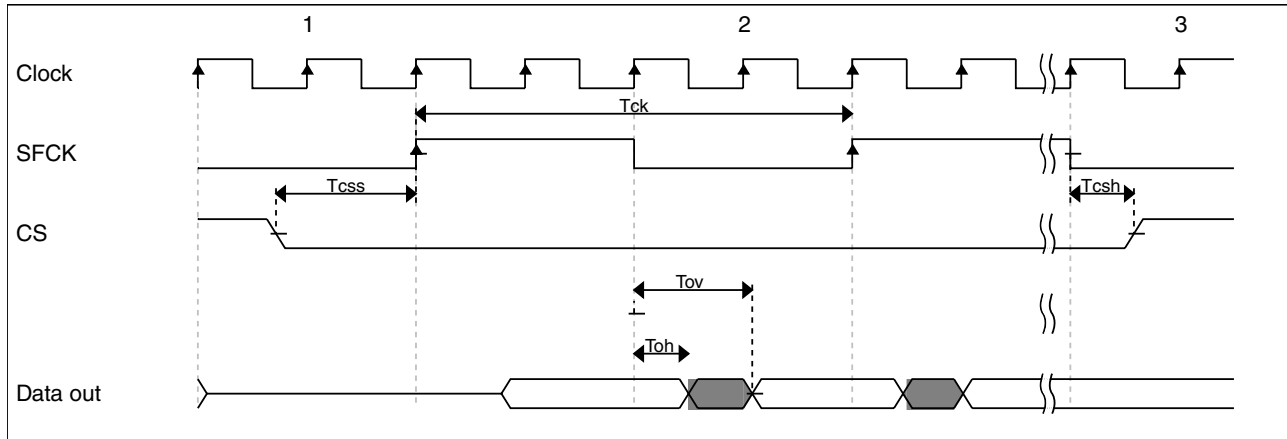 1 2 3
Clock
Tck
SFCK
Tcss Tcsh
CS
Tov
Toh
Data out